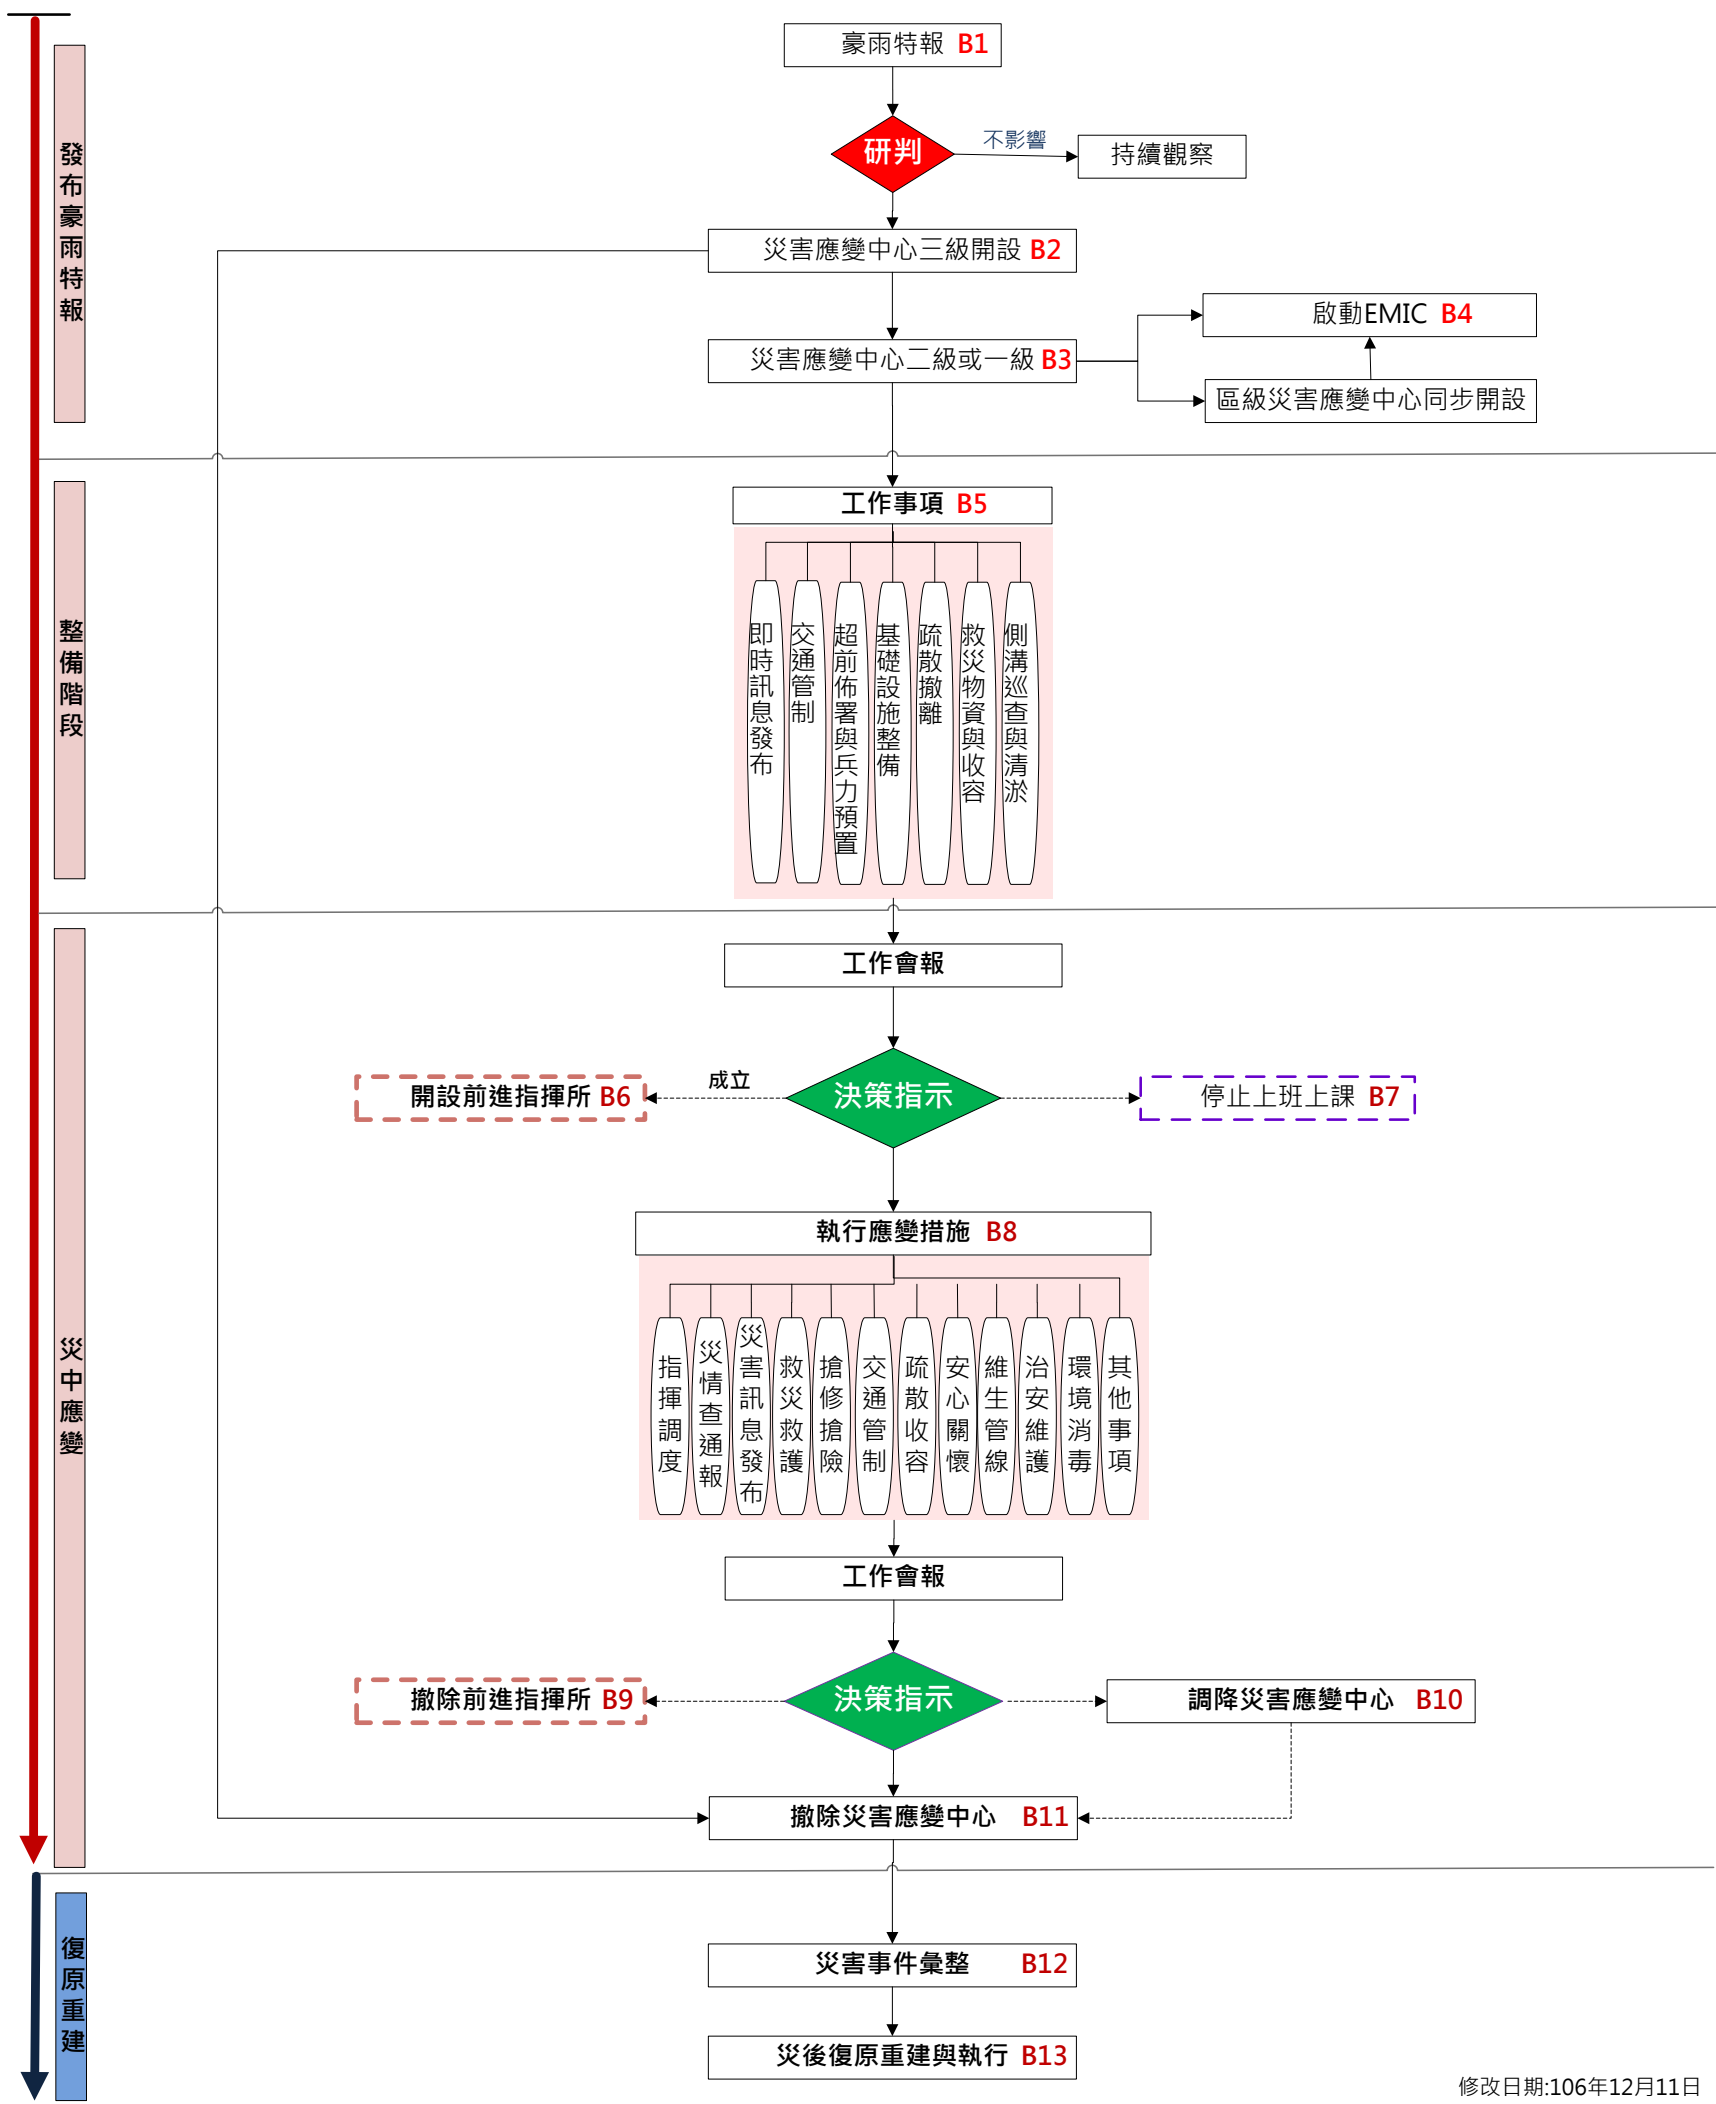 發布豪雨特報
豪雨特報 B1
研判
不影響
持續觀察
災害應變中心三級開設 B2
災害應變中心二級或一級 B3
啟動EMIC B4
區級災害應變中心同步開設
整備階段
工作事項 B5
即時訊息發布
交通管制
超前佈署與兵力預置
基礎設施整備
疏散撤離
救災物資與收容
側溝巡查與清淤
災中應變
工作會報
決策指示
成立
開設前進指揮所 B6
停止上班上課 B7
執行應變措施 B8
指揮調度
災情查通報
災害訊息發布
救災救護
搶修搶險
交通管制
疏散收容
安心關懷
維生管線
治安維護
環境消毒
其他事項
工作會報
決策指示
撤除前進指揮所 B9
調降災害應變中心 B10
撤除災害應變中心 B11
復原重建
災害事件彙整 B12
災後復原重建與執行 B13
修改日期:106年12月11日